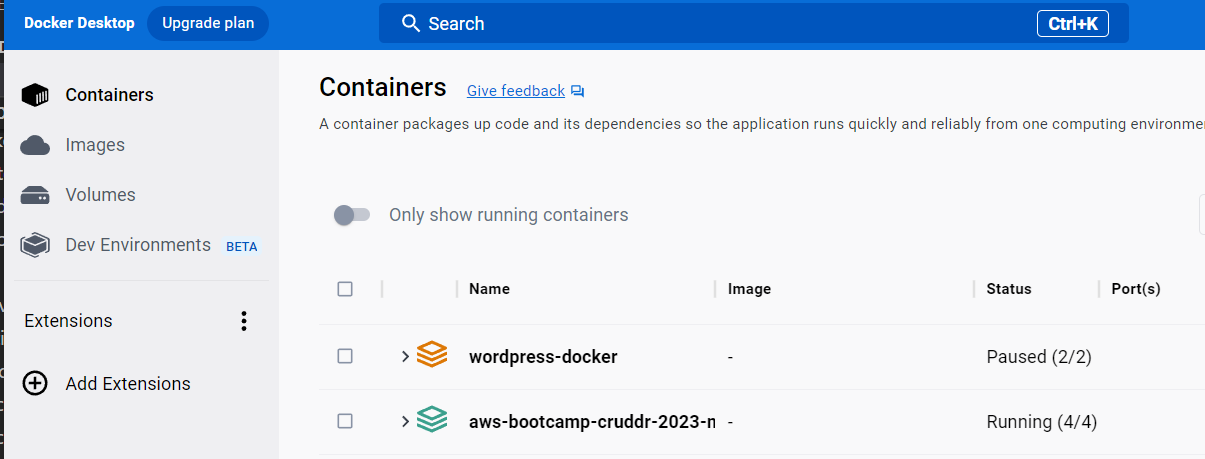 Docker Desktop Upgrade plan Search Ctrl+K
Containers
Images
Volumes
Dev Environments BETA
Extensions
Add Extensions
Containers Give feedback
A container packages up code and its dependencies so the application runs quickly and reliably from one computing environme
Only show running containers
Name Image Status Port(s)
wordpress-docker - Paused (2/2)
aws-bootcamp-cruddr-2023-n - Running (4/4)